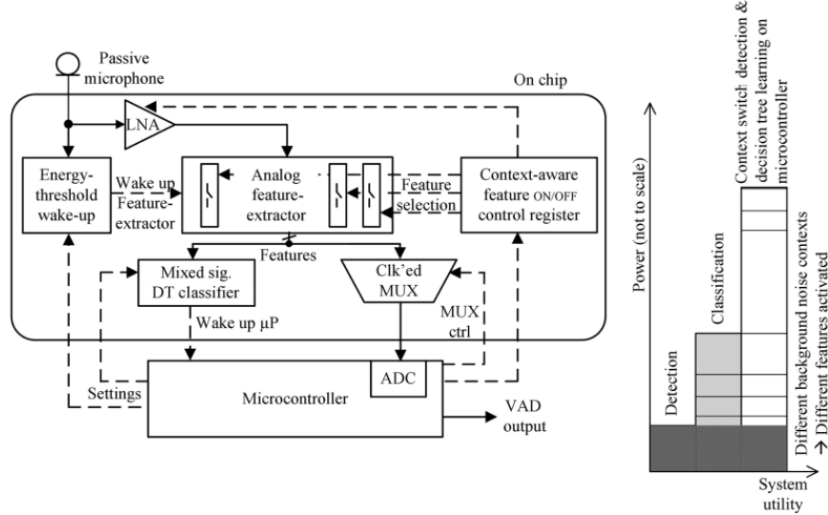 Passive
microphone
On chip
LNA
Energy-
threshold
wake-up
Wake up
Feature-
extractor
Analog
feature-
extractor
Feature
selection
Context-aware
feature ON/OFF
control register
Features
Mixed sig.
DT classifier
Clk'ed
MUX
Wake up μP
MUX
ctrl
Settings
Microcontroller
ADC
VAD
output
Power (not to scale)
Detection
Classification
Context switch detection &
decision tree learning on
microcontroller
Different background noise contexts
→ Different features activated
System
utility